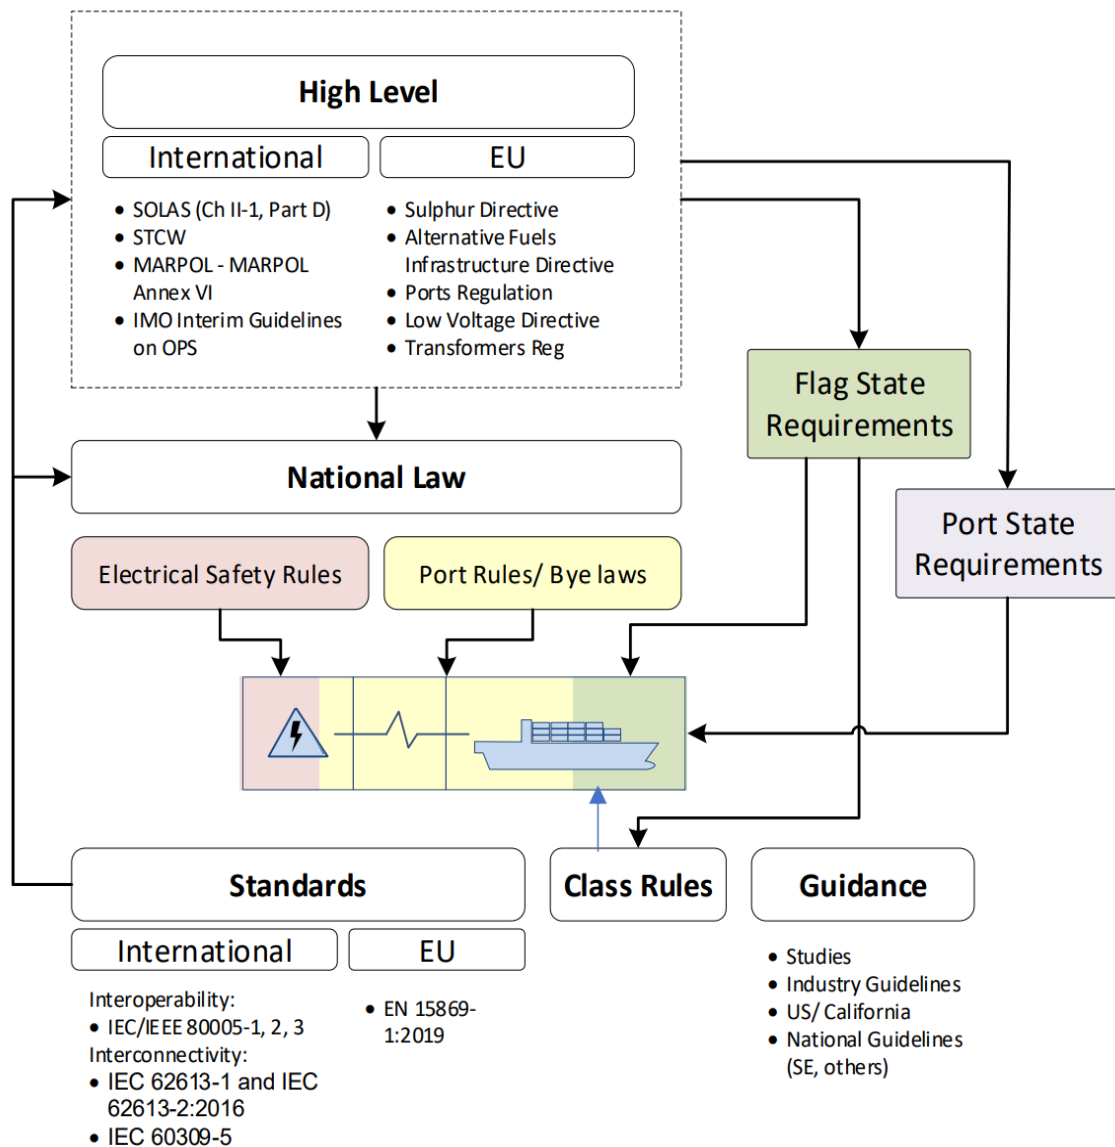 High Level
International
EU
• SOLAS (Ch II-1, Part D)
• STCW
• MARPOL - MARPOL
Annex VI
• IMO Interim Guidelines
on OPS
• Sulphur Directive
• Alternative Fuels
Infrastructure Directive
• Ports Regulation
• Low Voltage Directive
• Transformers Reg
Flag State
Requirements
National Law
Port State
Requirements
Electrical Safety Rules
Port Rules/ Bye laws
Standards
Class Rules
Guidance
International
EU
Interoperability:
• IEC/IEEE 80005-1, 2, 3
Interconnectivity:
• IEC 62613-1 and IEC
62613-2:2016
• IEC 60309-5
• EN 15869-
1:2019
• Studies
• Industry Guidelines
• US/ California
• National Guidelines
(SE, others)